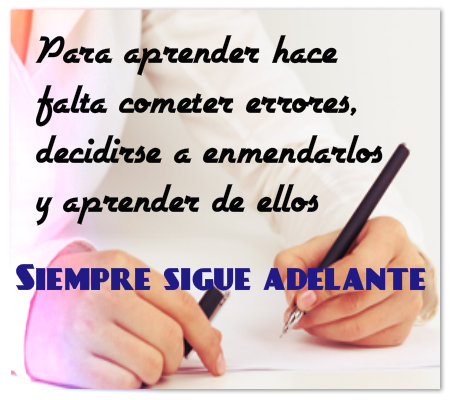 Para aprender hace
falta cometer errores,
decidirse a enmendarlos
y aprender de ellos
SIEMPRE SIGUE ADELANTE